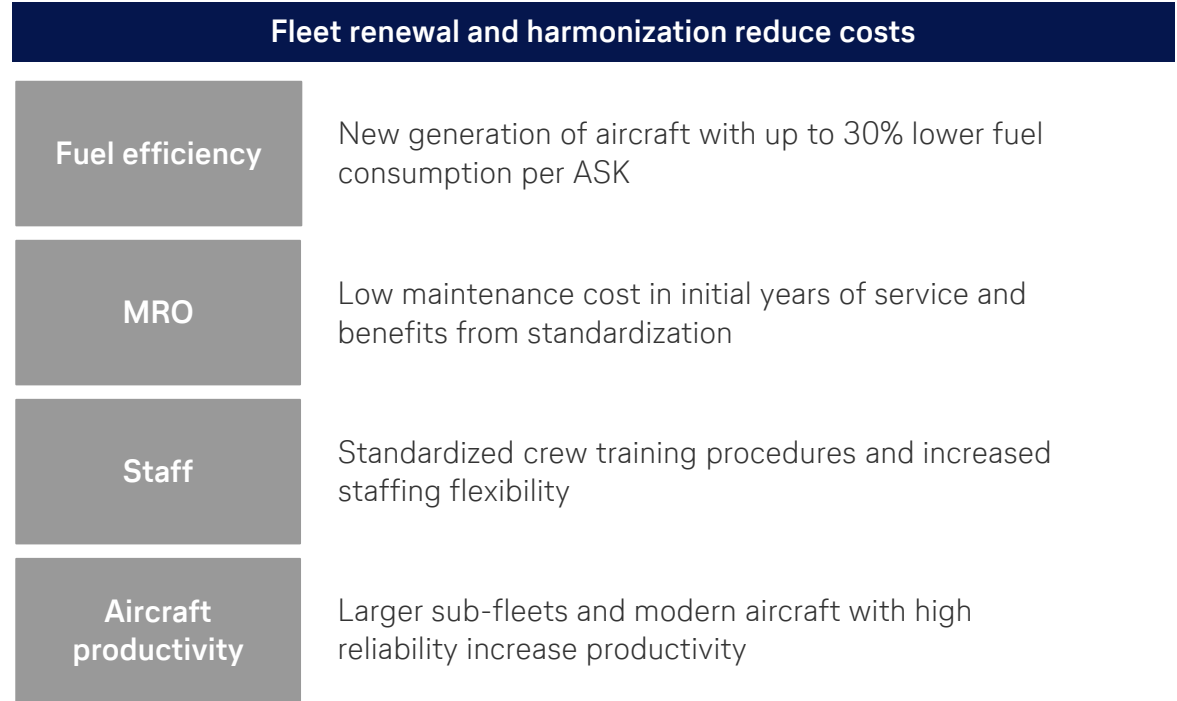 Fleet renewal and harmonization reduce costs
Fuel efficiency
New generation of aircraft with up to 30% lower fuel
consumption per ASK
MRO
Low maintenance cost in initial years of service and
benefits from standardization
Staff
Standardized crew training procedures and increased
staffing flexibility
Aircraft
productivity
Larger sub-fleets and modern aircraft with high
reliability increase productivity